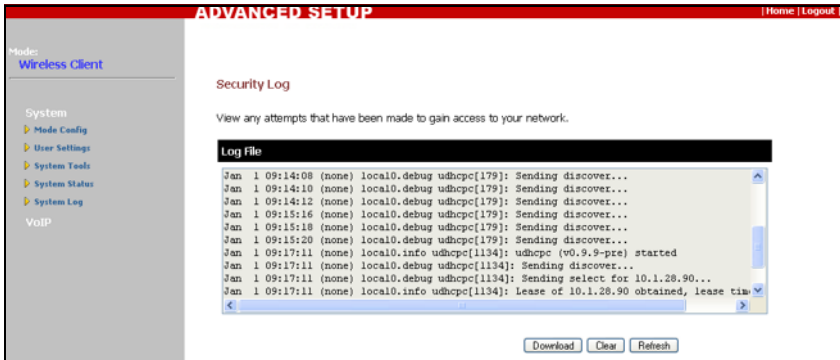 ADVANCED SETUP
| Home | Logout |
Mode:
Wireless Client
System
Mode Config
User Settings
System Tools
System Status
System Log
VoIP
Security Log
View any attempts that have been made to gain access to your network.
Log File
Jan 1 09:14:08 (none) local0.debug udhcpc[179]: Sending discover...
Jan 1 09:14:10 (none) local0.debug udhcpc[179]: Sending discover...
Jan 1 09:14:12 (none) local0.debug udhcpc[179]: Sending discover...
Jan 1 09:15:16 (none) local0.debug udhcpc[179]: Sending discover...
Jan 1 09:15:18 (none) local0.debug udhcpc[179]: Sending discover...
Jan 1 09:15:20 (none) local0.debug udhcpc[179]: Sending discover...
Jan 1 09:17:11 (none) local0.info udhcpc[1134]: udhcpc (v0.9.9-pre) started
Jan 1 09:17:11 (none) local0.debug udhcpc[1134]: Sending discover...
Jan 1 09:17:11 (none) local0.debug udhcpc[1134]: Sending select for 10.1.28.90...
Jan 1 09:17:11 (none) local0.info udhcpc[1134]: Lease of 10.1.28.90 obtained, lease time
Download Clear Refresh